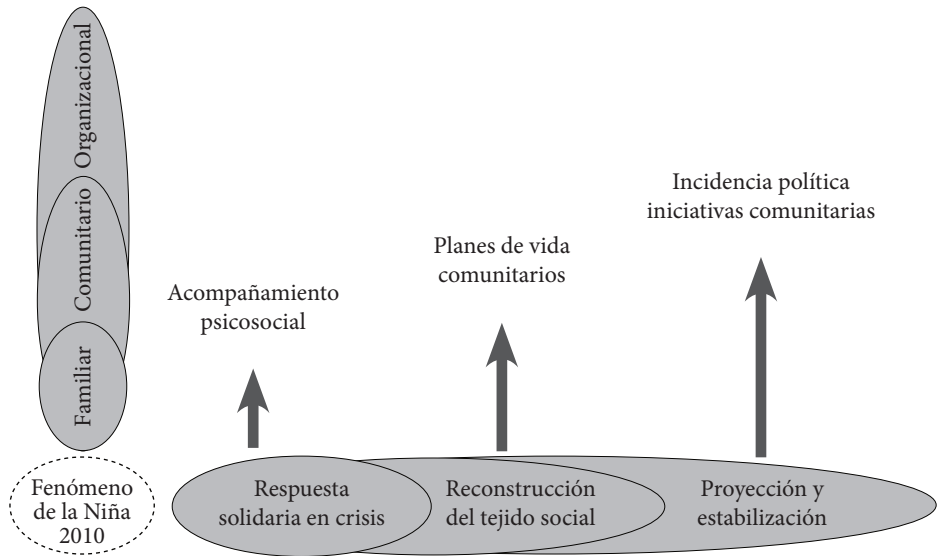 Organizacional
Comunitario
Familiar
Incidencia política
iniciativas comunitarias
Planes de vida
comunitarios
Acompañamiento
psicosocial
Fenómeno
de la Niña
2010
Respuesta
solidaria en crisis
Reconstrucción
del tejido social
Proyección y
estabilización